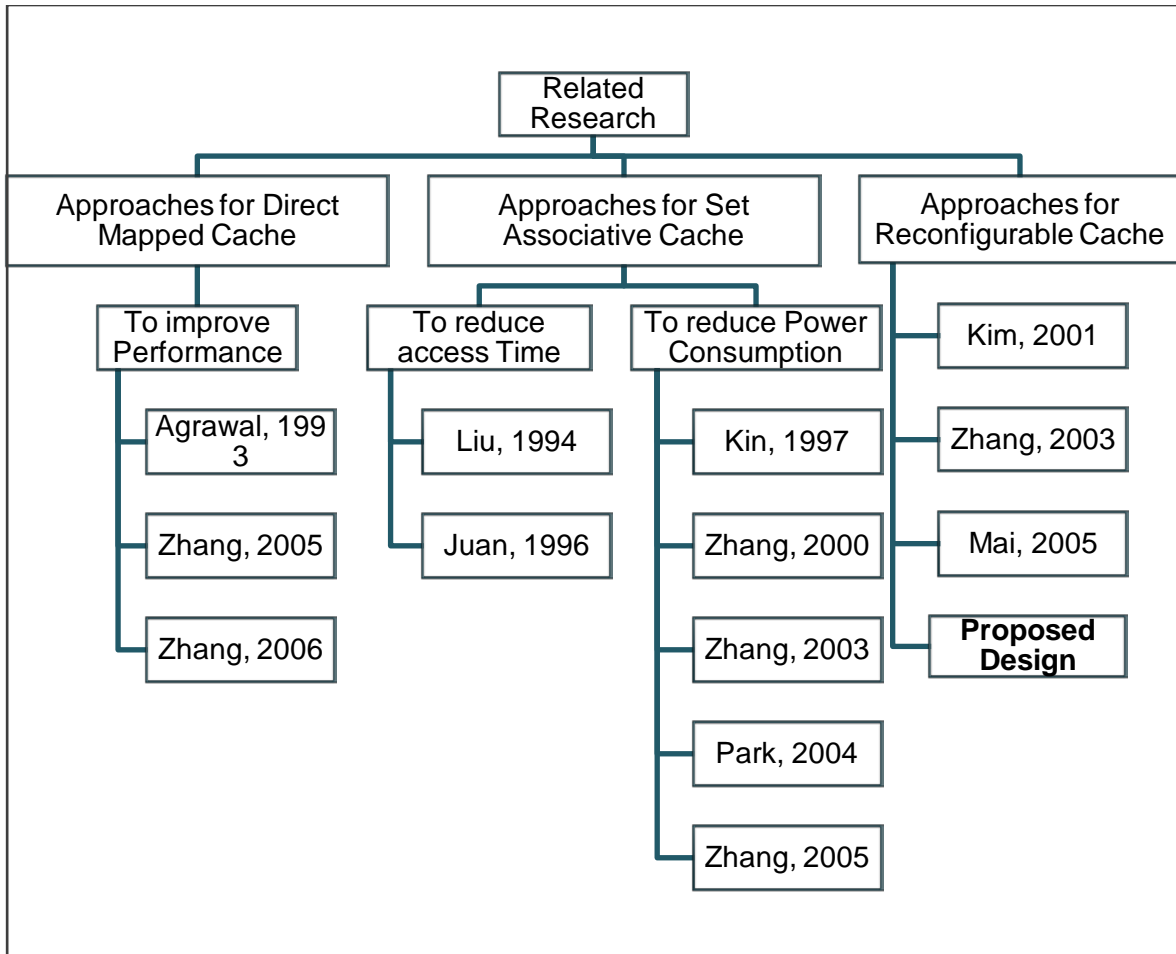 Related
Research
Approaches for Direct
Mapped Cache
Approaches for Set
Associative Cache
Approaches for
Reconfigurable Cache
To improve
Performance
To reduce
access Time
To reduce Power
Consumption
Agrawal, 199
3
Zhang, 2005
Zhang, 2006
Liu, 1994
Juan, 1996
Kin, 1997
Zhang, 2000
Zhang, 2003
Park, 2004
Zhang, 2005
Kim, 2001
Zhang, 2003
Mai, 2005
Proposed
Design